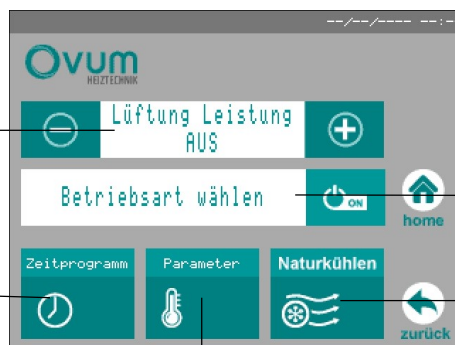 --/--/---- --:-
OVUM
HEIZTECHNIK
Lüftung Leistung
AUS
Betriebsart wählen
ON
home
Zeitprogramm
Parameter
Naturkühlen
zurück